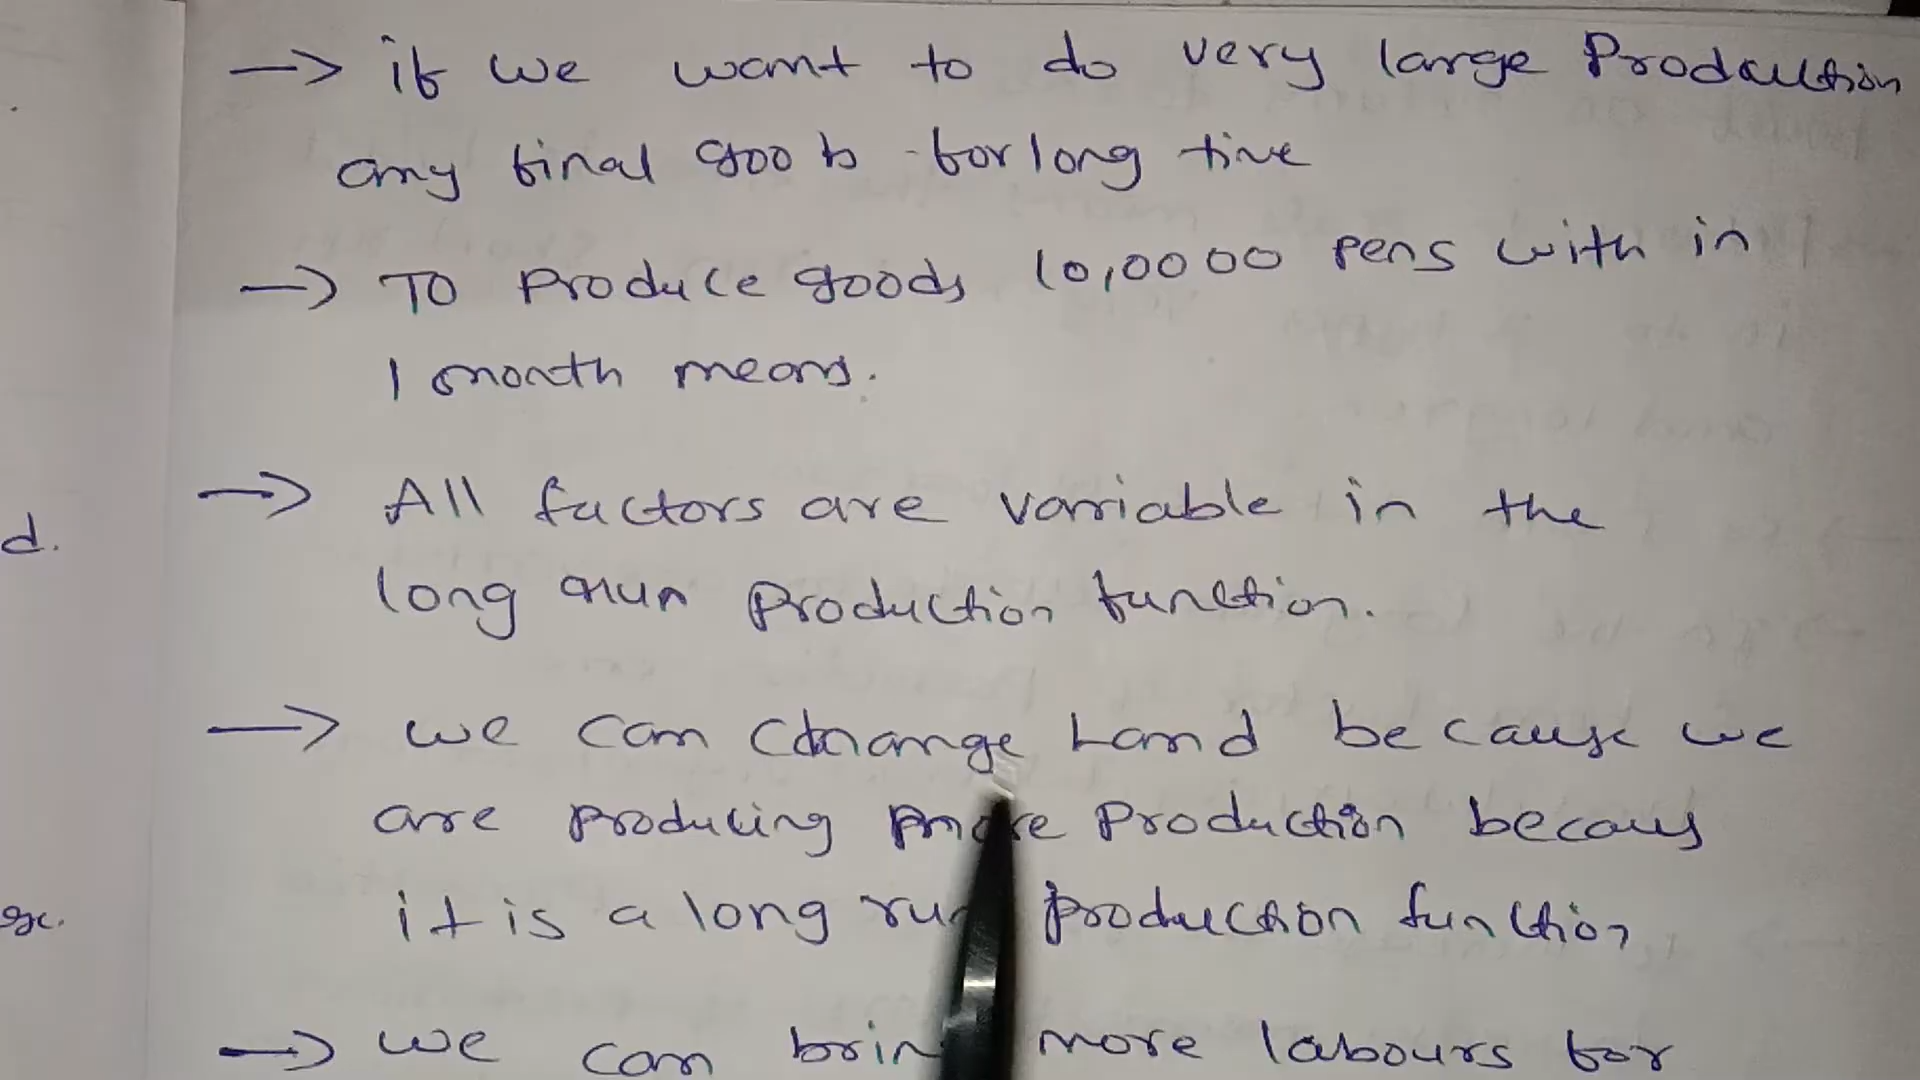 → if we want to do very large Production
any final goods for long time
→ To Produce goods 10,0000 pens with in
1 month means.
→ All factors are variable in the
d.
long run Production function.
→ we can change Land because we
are producing more Production becaus
it is a long run production function
→ we can bring more labours for